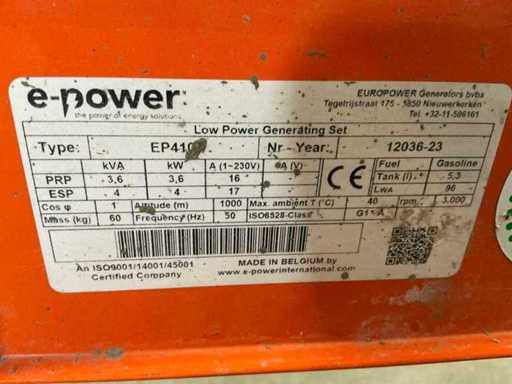 e-power
the power of energy solutions
EUROPOWER Generators bvba
Tegelrijstraat 175 - 3850 Nieuwerkerken
Tel. +32-11-586161
Low Power Generating Set
Type: Nr - Year: 12036-23
kVA kW A (1~230V) A (V) CE Fuel Gasoline
PRP 3,6 3,6 16 Tank (l) 5,3
ESP 4 4 17 LWA 96
Cos φ 1 Altitude (m) 1000 Max. ambient T (°C) 40 rpm 3.000
Mass (kg) 60 Frequency (Hz) 50 ISO8528-Class
An ISO9001/14001/45001
Certified Company
MADE IN BELGIUM by
www.e-powerinternational.com